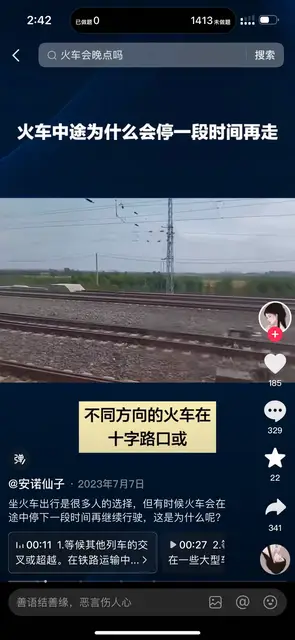 2:42
已做题 0
1413 未做题
火车会晚点吗
搜索
火车中途为什么会停一段时间再走
不同方向的火车在
十字路口或
185
弹
329
@安诺仙子 · 2023年7月7日
22
坐火车出行是很多人的选择，但有时候火车会在
途中停下一段时间再继续行驶，这是为什么呢？
341
00:11 1.等候其他列车的交
叉或超越。在铁路运输中...
00:27 2.
在一些大型车
善语结善缘，恶言伤人心